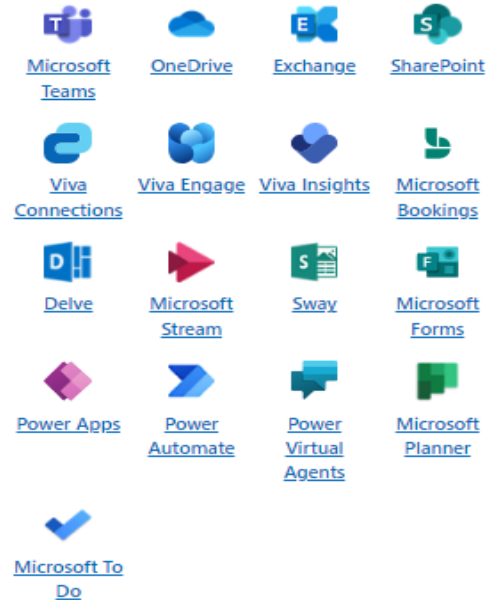 Microsoft Teams
OneDrive
Exchange
SharePoint
Viva Connections
Viva Engage
Viva Insights
Microsoft Bookings
Delve
Microsoft Stream
Sway
Microsoft Forms
Power Apps
Power Automate
Power Virtual Agents
Microsoft Planner
Microsoft To Do